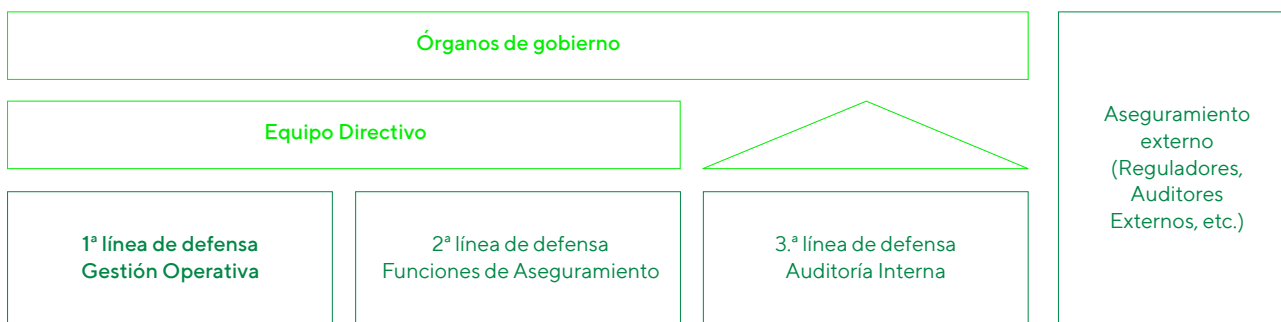 Órganos de gobierno
Equipo Directivo
1ª línea de defensa
Gestión Operativa
2ª línea de defensa
Funciones de Aseguramiento
3.ª línea de defensa
Auditoría Interna
Aseguramiento
externo
(Reguladores,
Auditores
Externos, etc.)